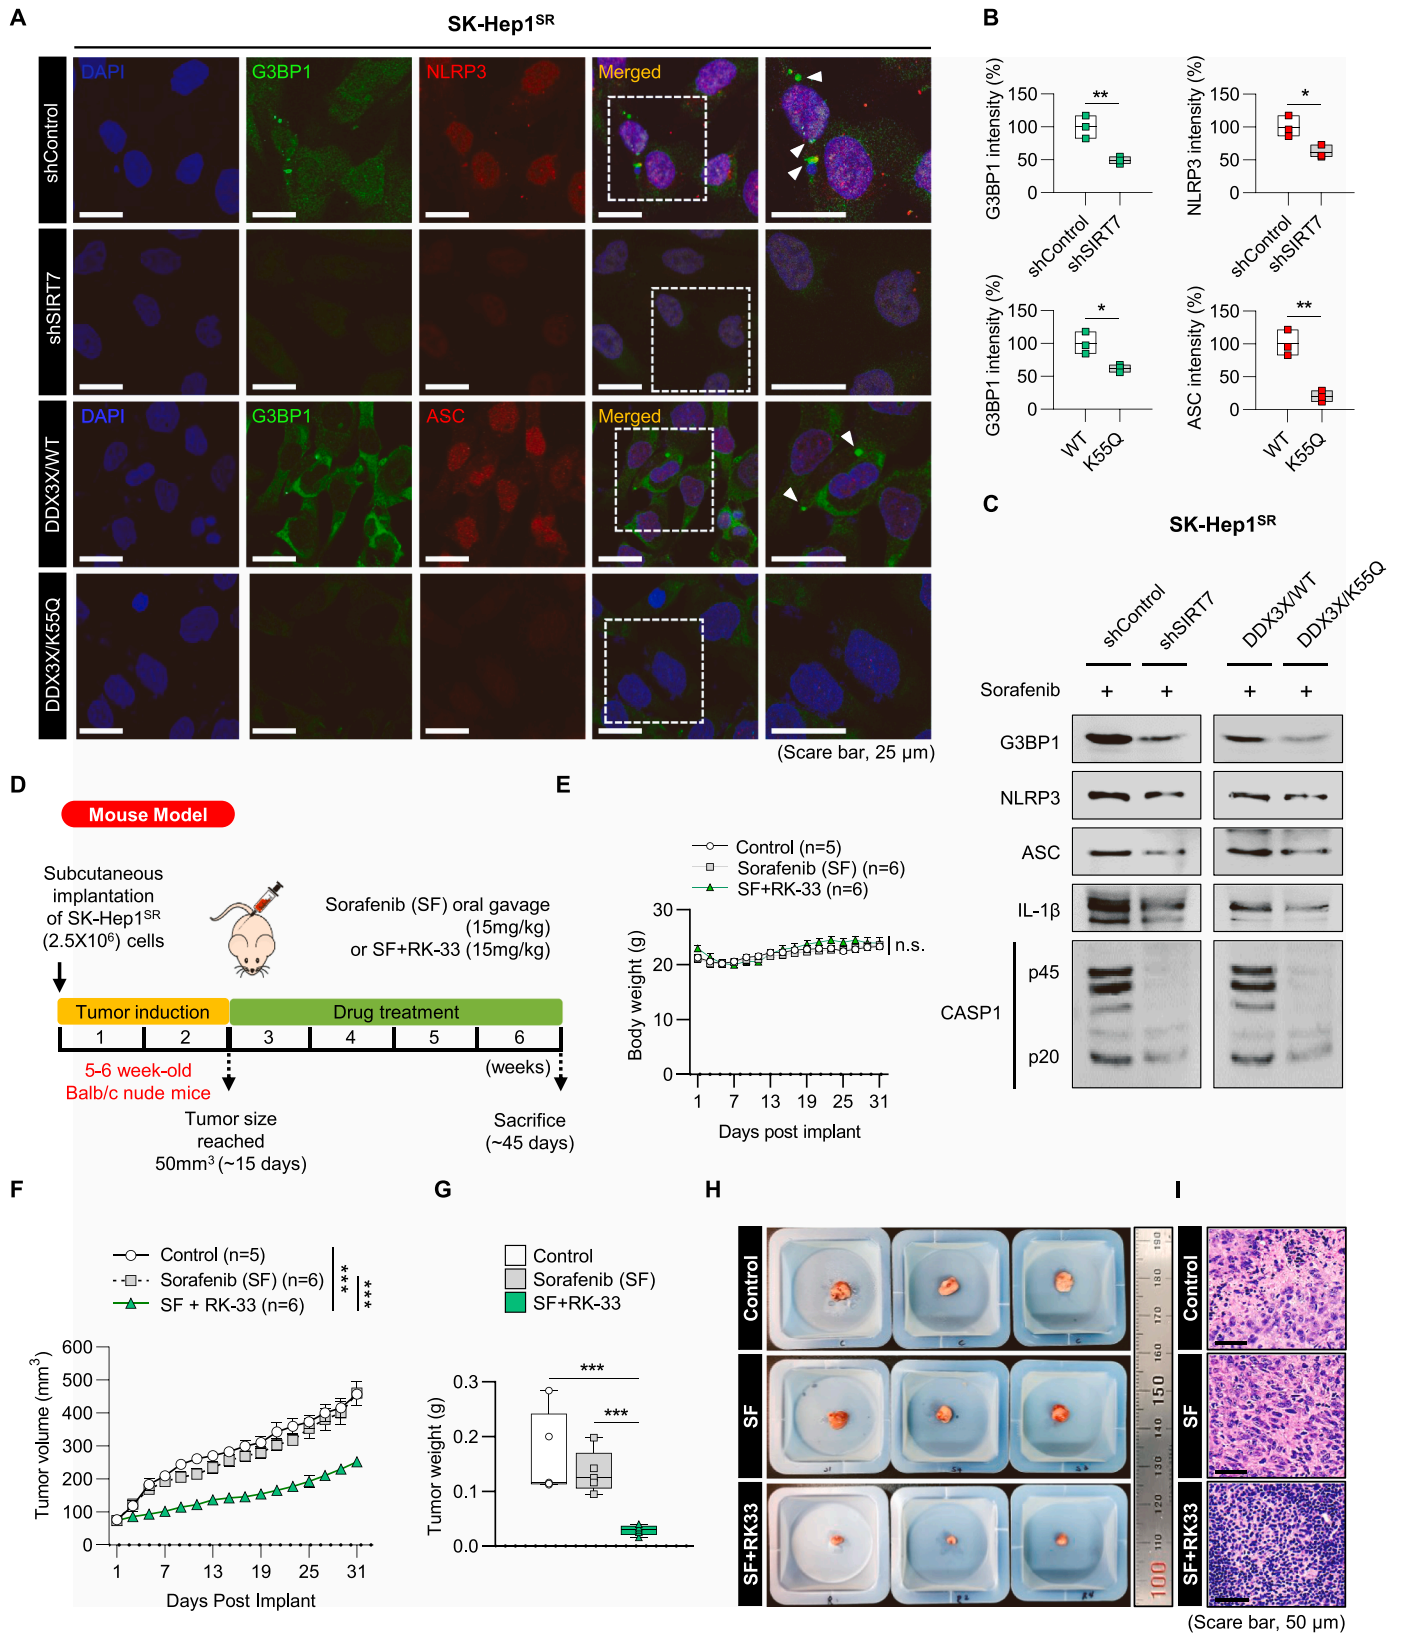 A
SK-Hep1SR
DAPI
G3BP1
NLRP3
Merged
shControl
shSIRT7
DAPI
G3BP1
ASC
Merged
DDX3X/WT
DDX3X/K55Q
(Scare bar, 25 µm)
B
G3BP1 intensity (%)
150
100
50
0
**
shControl
shSIRT7
NLRP3 intensity (%)
150
100
50
0
*
shControl
shSIRT7
G3BP1 intensity (%)
150
100
50
0
*
WT
K55Q
ASC intensity (%)
150
100
50
0
**
WT
K55Q
C
SK-Hep1SR
shControl
shSIRT7
DDX3X/WT
DDX3X/K55Q
Sorafenib
+
+
+
+
G3BP1
NLRP3
ASC
IL-1β
CASP1
p45
p20
D
Mouse Model
Subcutaneous
implantation
of SK-Hep1SR
(2.5X10⁶) cells
Sorafenib (SF) oral gavage
(15mg/kg)
or SF+RK-33 (15mg/kg)
Tumor induction
Drug treatment
1
2
3
4
5
6
5-6 week-old
Balb/c nude mice
(weeks)
Tumor size
reached
50mm³ (~15 days)
Sacrifice
(~45 days)
E
Control (n=5)
Sorafenib (SF) (n=6)
SF+RK-33 (n=6)
Body weight (g)
30
20
10
0
n.s.
1
7
13
19
25
31
Days post implant
F
Control (n=5)
Sorafenib (SF) (n=6)
SF + RK-33 (n=6)
***
***
Tumor volume (mm³)
600
500
400
300
200
100
0
1
7
13
19
25
31
Days Post Implant
G
Control
Sorafenib (SF)
SF+RK-33
Tumor weight (g)
0.3
0.2
0.1
0.0
***
***
H
Control
SF
SF+RK33
190
180
170
160
150
140
130
120
110
100
I
Control
SF
SF+RK33
(Scare bar, 50 µm)